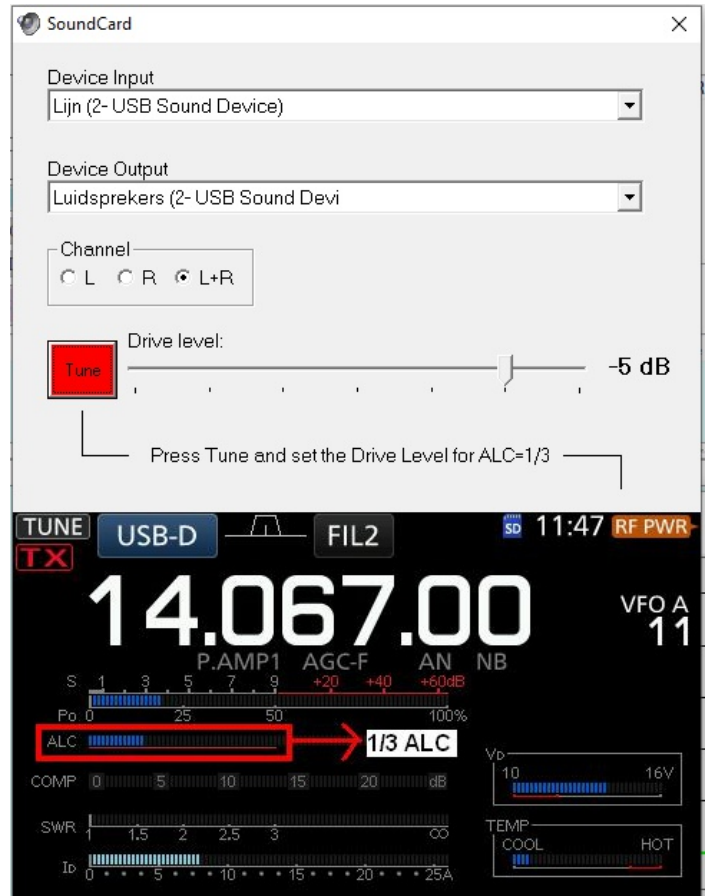 SoundCard
Device Input
Lijn (2- USB Sound Device)
Device Output
Luidsprekers (2- USB Sound Devi
Channel
L R L+R
Tune
Drive level:
-5 dB
Press Tune and set the Drive Level for ALC=1/3
TUNE USB-D FIL2 SD 11:47 RF PWR
TX
14.067.00
VFO A
11
P.AMP1 AGC-F AN NB
S 1 3 5 7 9 +20 +40 +60dB
Po 0 25 50 100%
ALC 1/3 ALC
COMP 0 5 10 15 20 dB
SWR 1 1.5 2 2.5 3 ∞
ID 0 5 10 15 20 25A
VD
10 16V
TEMP
COOL HOT